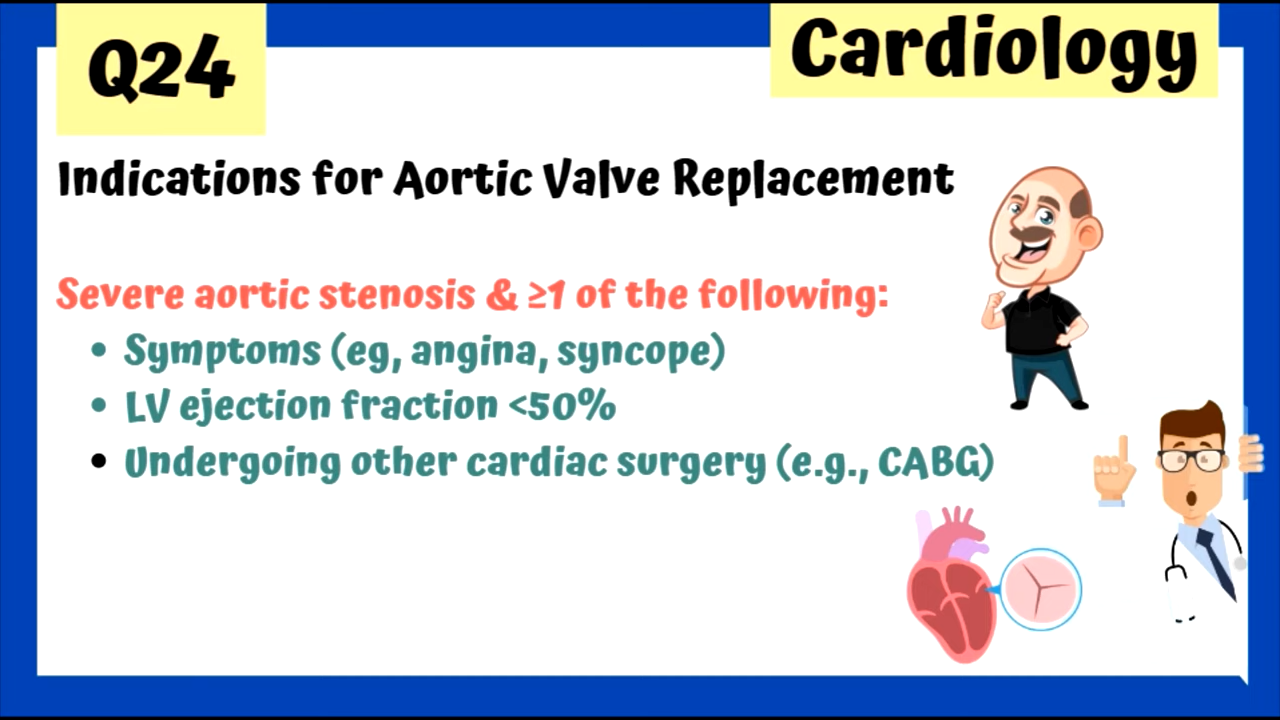 Q24
Cardiology
Indications for Aortic Valve Replacement
Severe aortic stenosis & ≥1 of the following:
• Symptoms (eg, angina, syncope)
• LV ejection fraction <50%
• Undergoing other cardiac surgery (e.g., CABG)